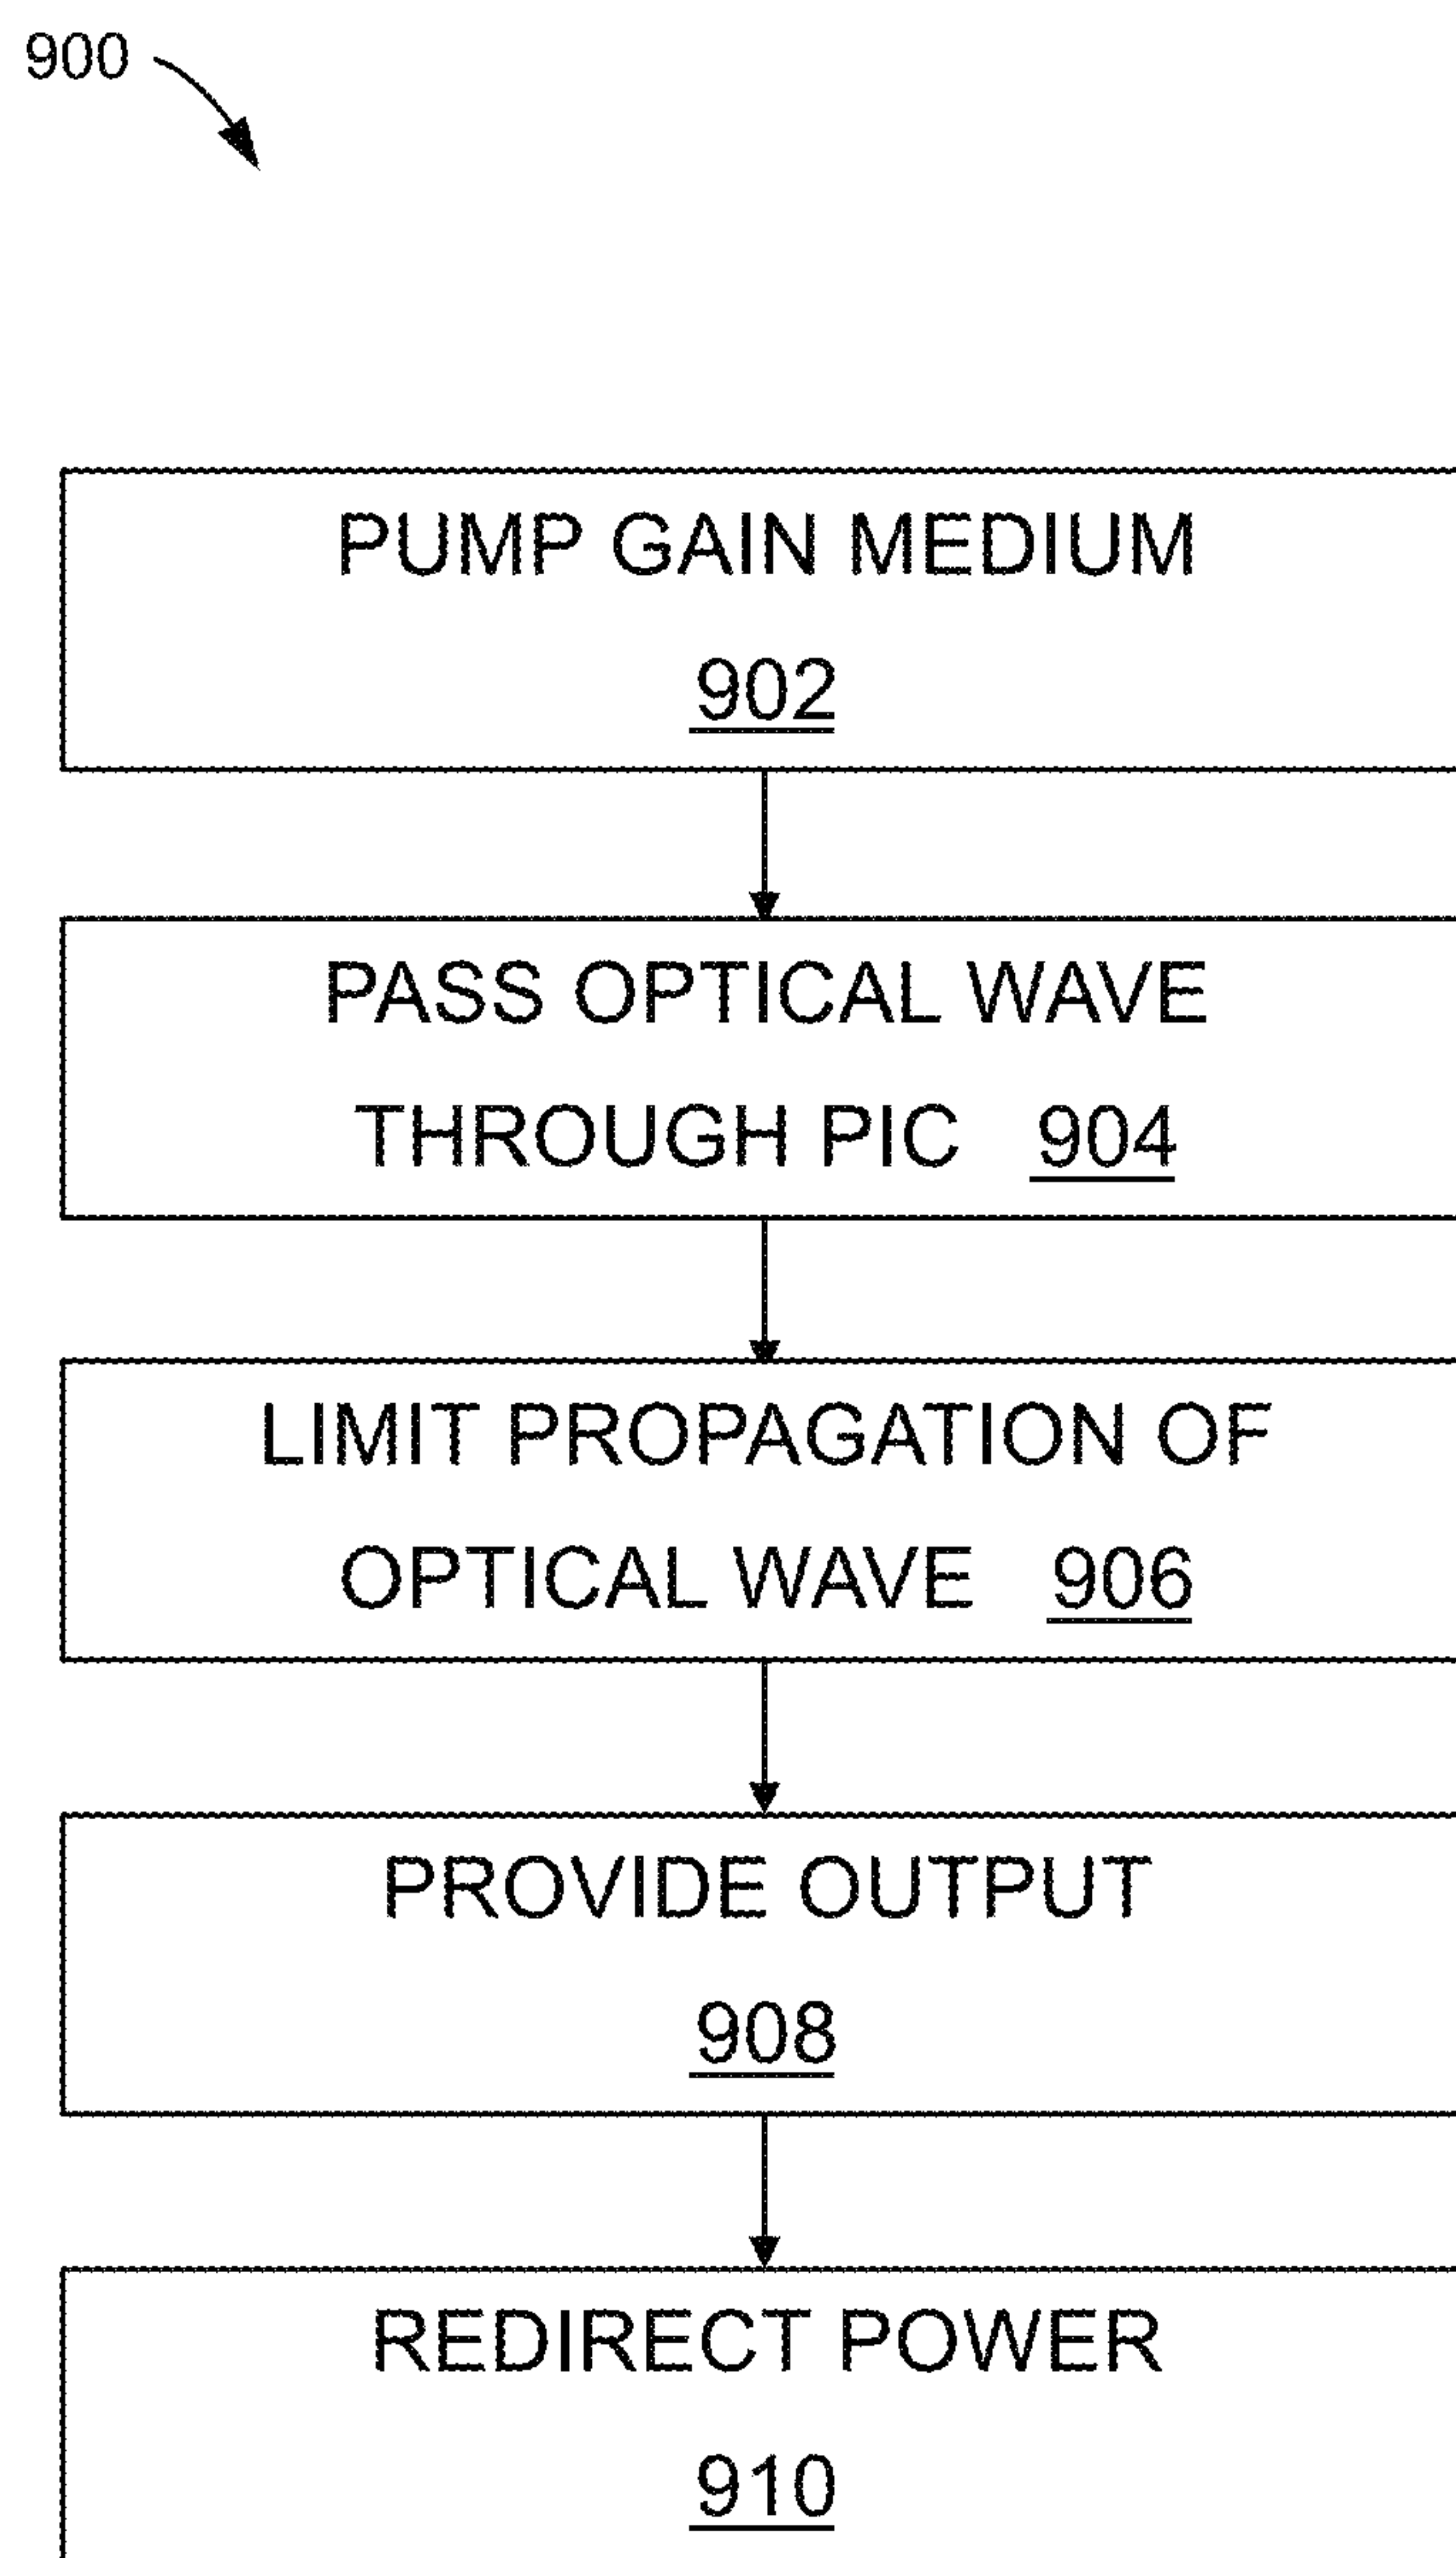 900
PUMP GAIN MEDIUM
902
PASS OPTICAL WAVE
THROUGH PIC 904
LIMIT PROPAGATION OF
OPTICAL WAVE 906
PROVIDE OUTPUT
908
REDIRECT POWER
910